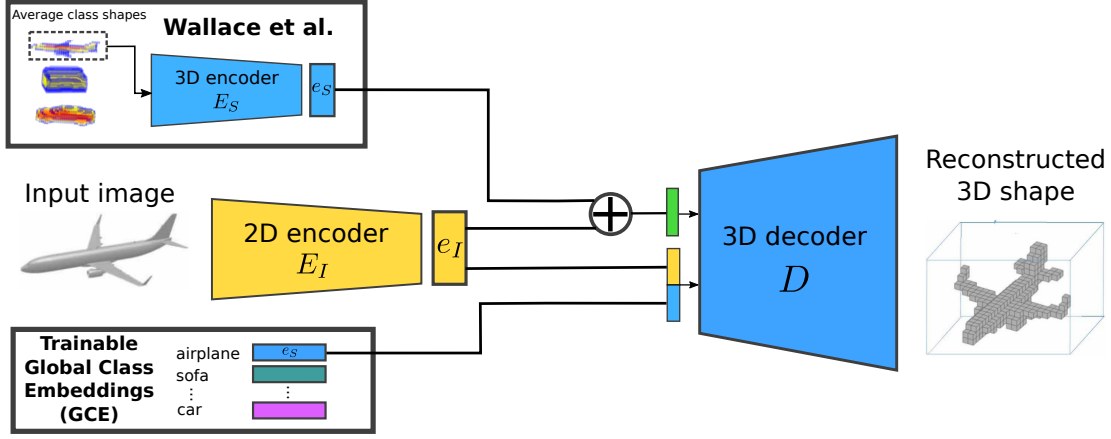 Average class shapes
Wallace et al.
3D encoder
E_S
e_S
Input image
2D encoder
E_I
e_I
3D decoder
D
Reconstructed
3D shape
Trainable
Global Class
Embeddings
(GCE)
airplane
e_S
sofa
...
...
car